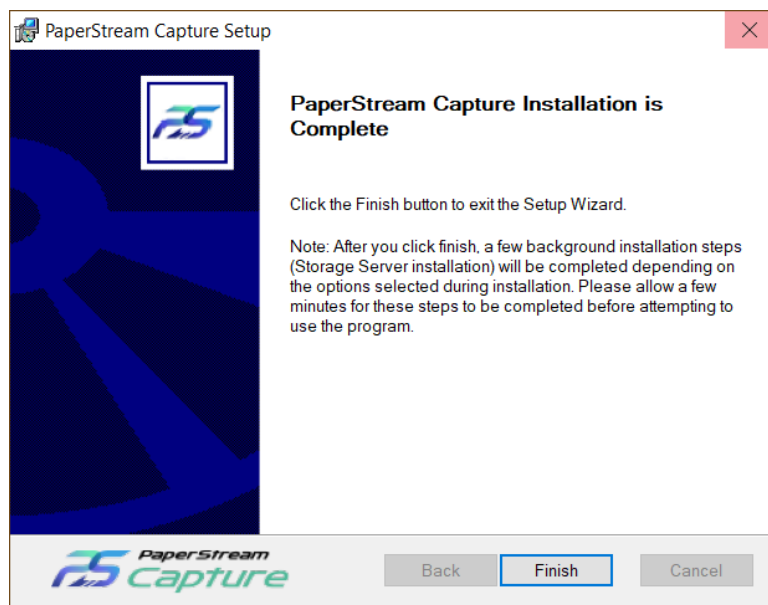 PaperStream Capture Setup
PS
PaperStream Capture Installation is
Complete
Click the Finish button to exit the Setup Wizard.
Note: After you click finish, a few background installation steps
(Storage Server installation) will be completed depending on
the options selected during installation. Please allow a few
minutes for these steps to be completed before attempting to
use the program.
PS PaperStream
Capture
Back Finish Cancel